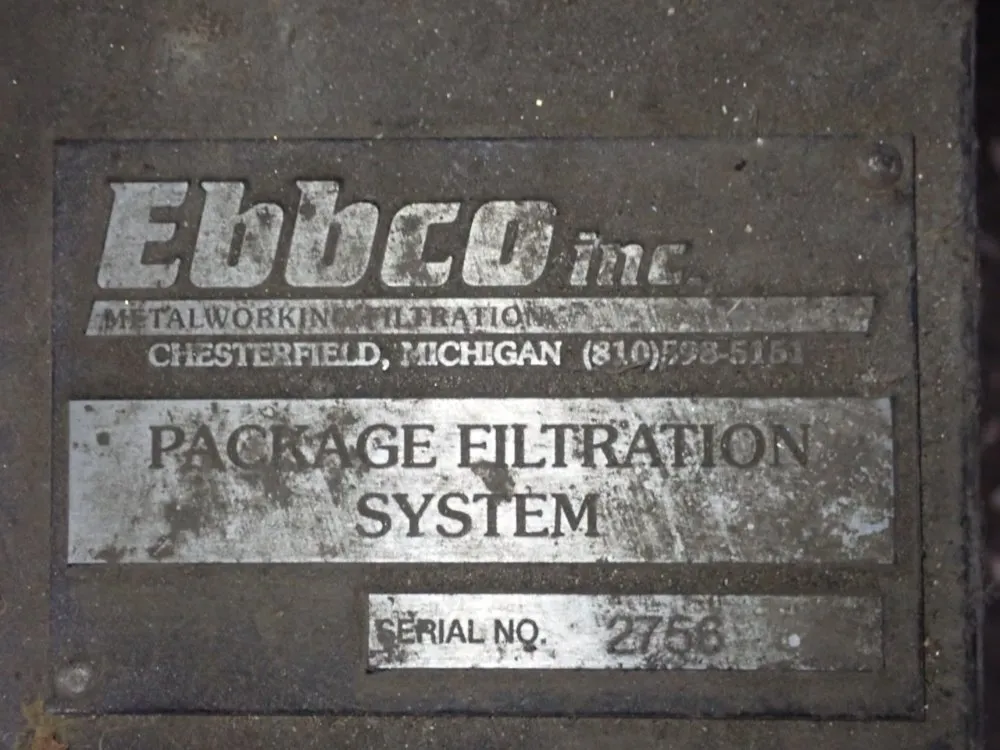 Ebbco inc.
METALWORKING FILTRATION
CHESTERFIELD, MICHIGAN (810)598-5151
PACKAGE FILTRATION
SYSTEM
SERIAL NO. 2756